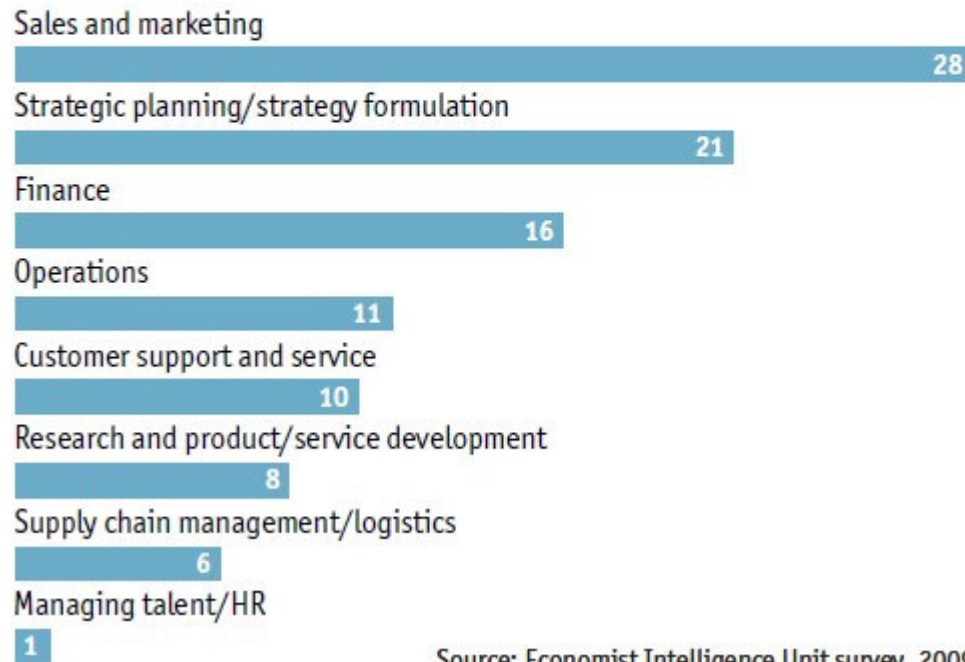 Sales and marketing
28
Strategic planning/strategy formulation
21
Finance
16
Operations
11
Customer support and service
10
Research and product/service development
8
Supply chain management/logistics
6
Managing talent/HR
1
Source: Economist Intelligence Unit survey,